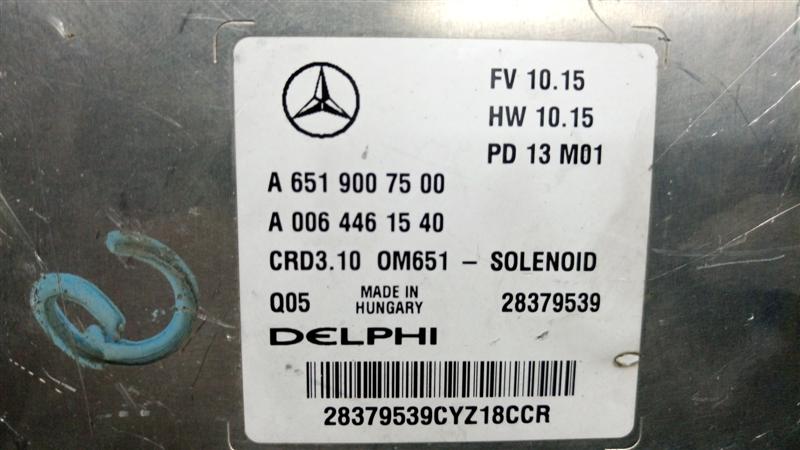 FV 10.15
HW 10.15
PD 13 M01
A 651 900 75 00
A 006 446 15 40
CRD3.10 OM651 – SOLENOID
Q05 MADE IN HUNGARY 28379539
DELPHI
28379539CYZ18CCR